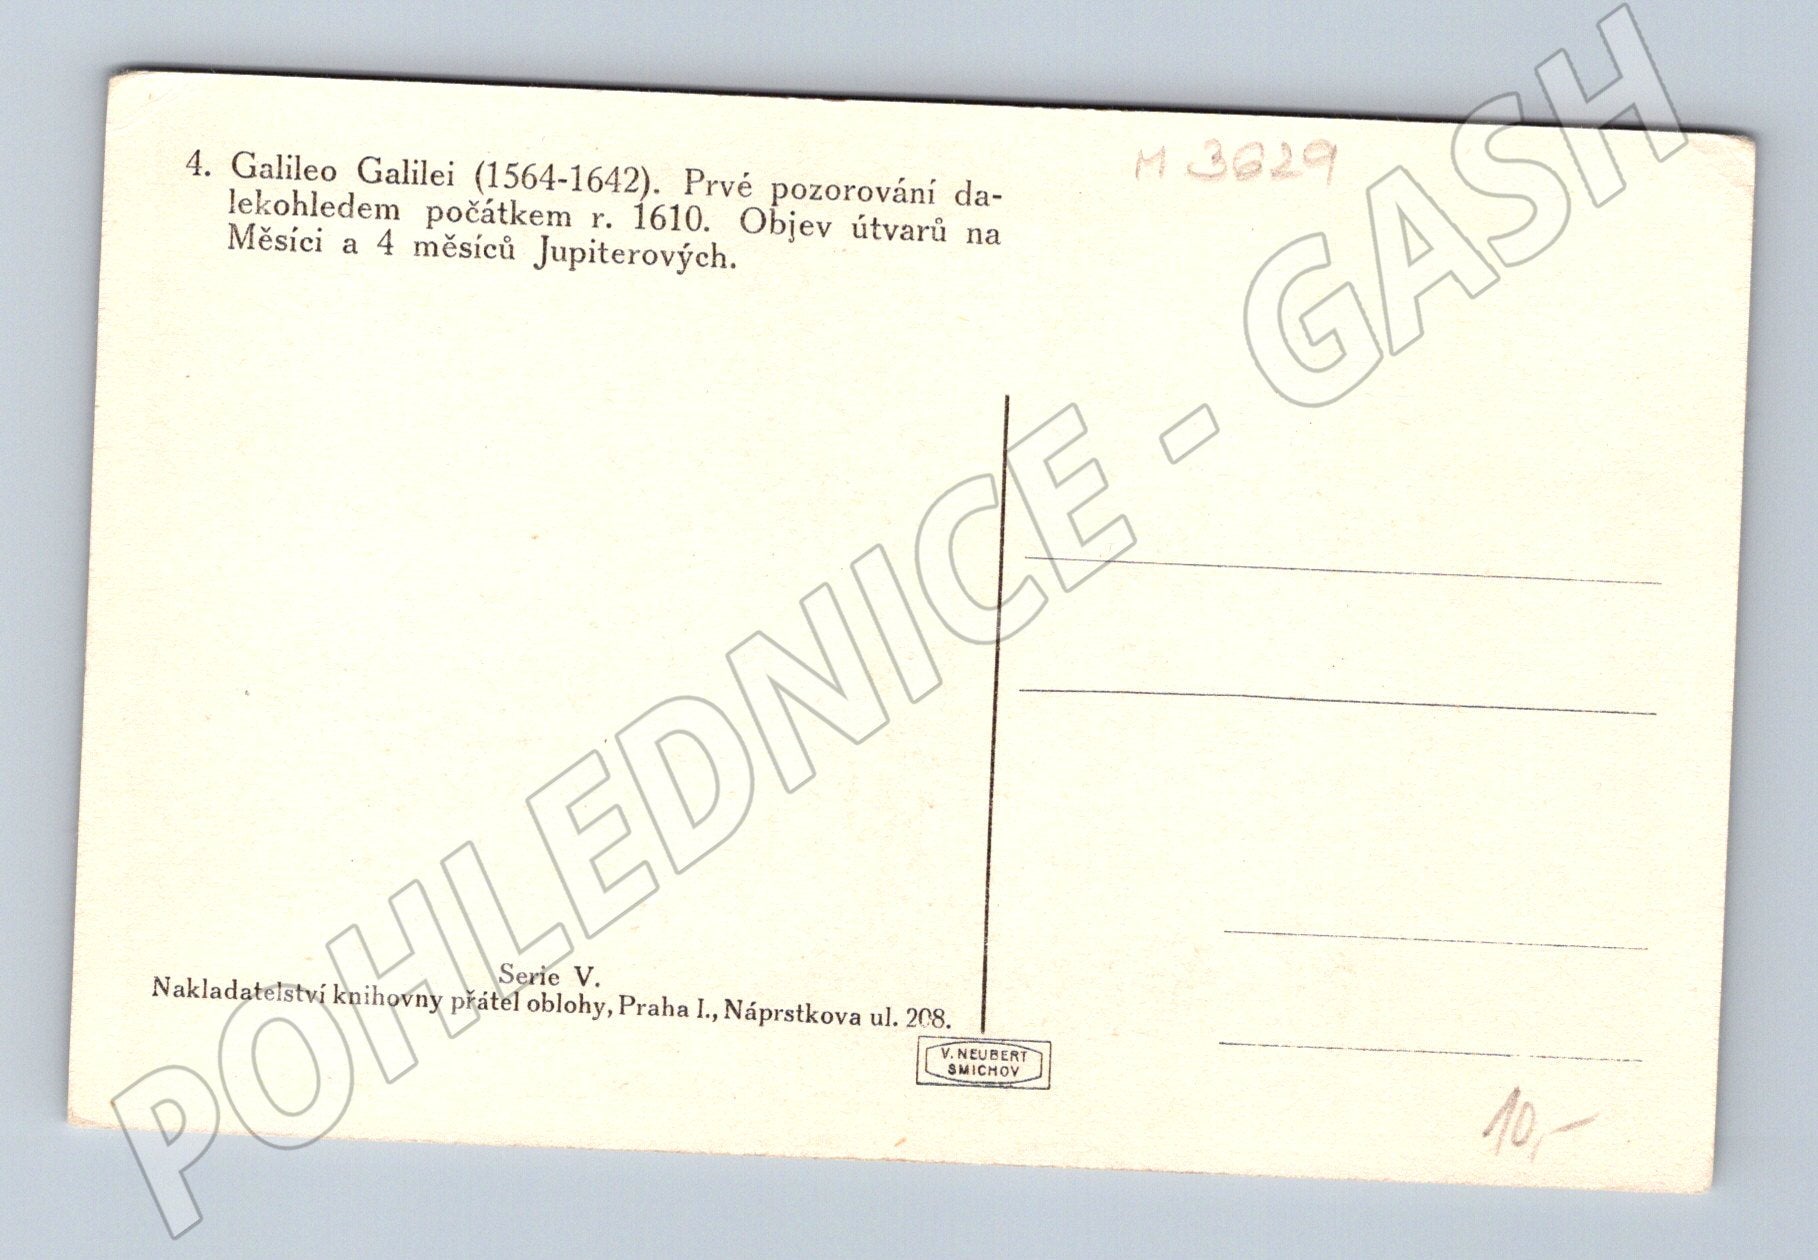 M 3629
4. Galileo Galilei (1564-1642). Prvé pozorování da-
lekohledem počátkem r. 1610. Objev útvarů na
Měsíci a 4 měsíců Jupiterových.
POHLEDNICE - GASH
Serie V.
Nakladatelství knihovny přátel oblohy, Praha I., Náprstkova ul. 208.
V. NEUBERT
SMICHOV
10,-